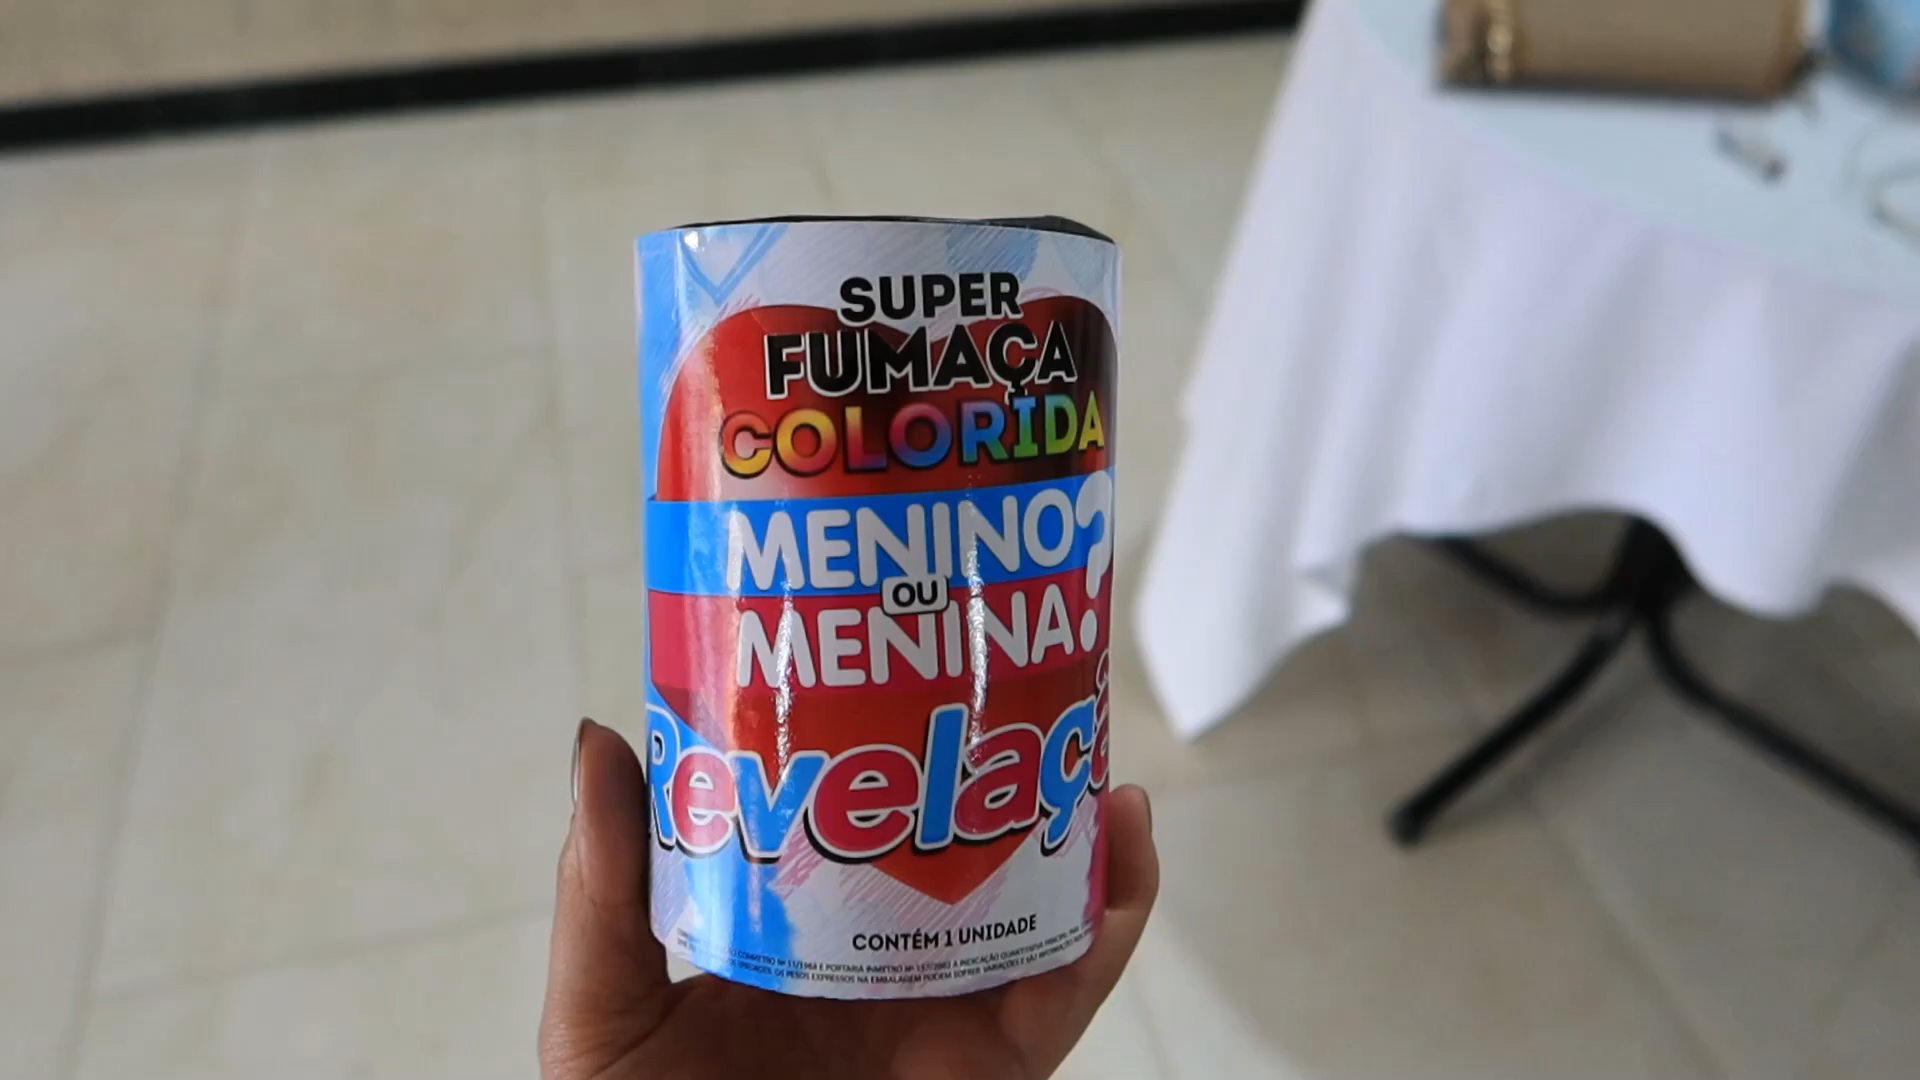 SUPER
FUMAÇA
COLORIDA
MENINO
OU
MENINA?
Revelaçã
CONTÉM 1 UNIDADE